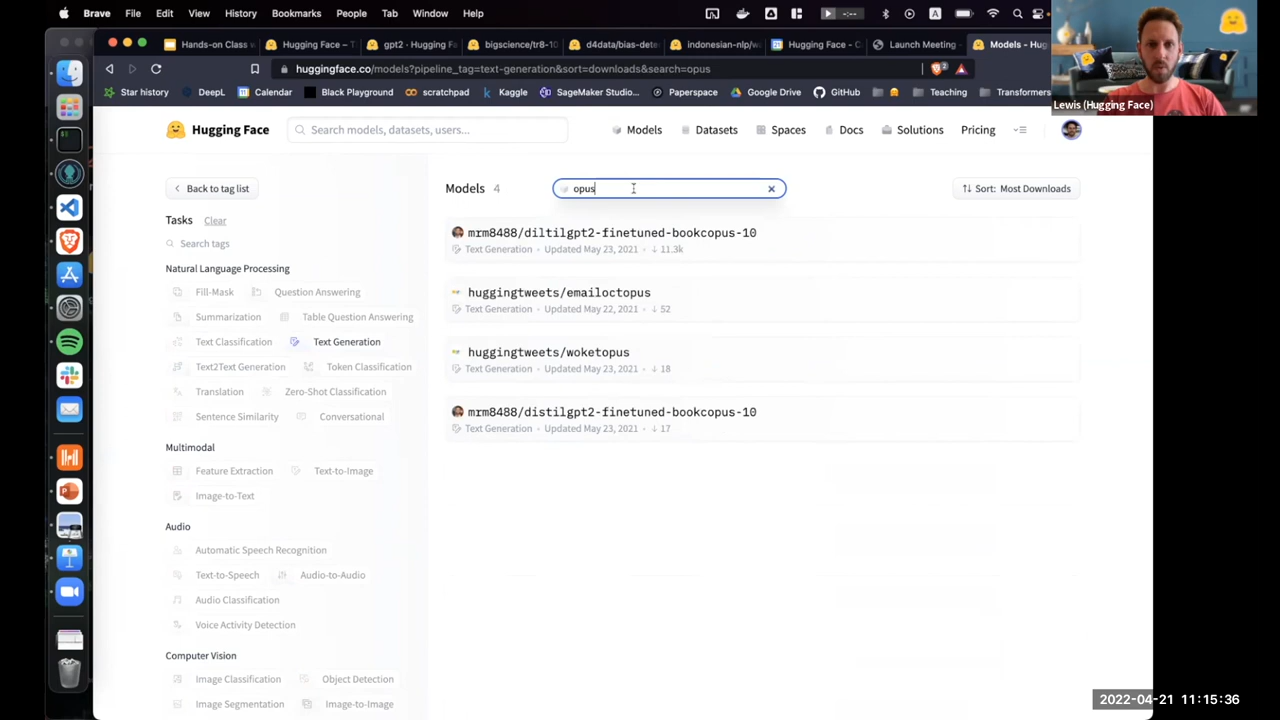 Brave File Edit View History Bookmarks People Tab Window Help
Hands-on Class Hugging Face – T gpt2 · Hugging Fa bigscience/tr8-10 d4data/bias-dete indonesian-nlp/w Hugging Face - C Launch Meeting - Models - Hug
huggingface.co/models?pipeline_tag=text-generation&sort=downloads&search=opus
Star history DeepL Calendar Black Playground scratchpad Kaggle SageMaker Studio... Paperspace Google Drive GitHub Teaching Transformers
Lewis (Hugging Face)
Hugging Face Search models, datasets, users... Models Datasets Spaces Docs Solutions Pricing
Back to tag list Models 4 opus Sort: Most Downloads
Tasks Clear
Search tags
Natural Language Processing
Fill-Mask Question Answering
Summarization Table Question Answering
Text Classification Text Generation
Text2Text Generation Token Classification
Translation Zero-Shot Classification
Sentence Similarity Conversational
Multimodal
Feature Extraction Text-to-Image
Image-to-Text
Audio
Automatic Speech Recognition
Text-to-Speech Audio-to-Audio
Audio Classification
Voice Activity Detection
Computer Vision
Image Classification Object Detection
Image Segmentation Image-to-Image
mrm8488/diltilgpt2-finetuned-bookcopus-10
Text Generation • Updated May 23, 2021 • ↓ 11.3k
huggingtweets/emailoctopus
Text Generation • Updated May 22, 2021 • ↓ 52
huggingtweets/woketopus
Text Generation • Updated May 23, 2021 • ↓ 18
mrm8488/distilgpt2-finetuned-bookcopus-10
Text Generation • Updated May 23, 2021 • ↓ 17
2022-04-21 11:15:36